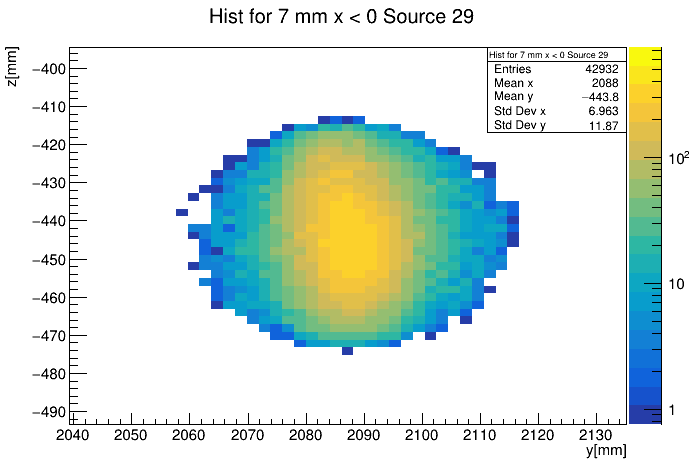 Hist for 7 mm x < 0 Source 29
z[mm]
Hist for 7 mm x < 0 Source 29
Entries 42932
Mean x 2088
Mean y −443.8
Std Dev x 6.963
Std Dev y 11.87
−400
−410
−420
−430
−440
−450
−460
−470
−480
−490
10²
10
1
2040 2050 2060 2070 2080 2090 2100 2110 2120 2130
y[mm]